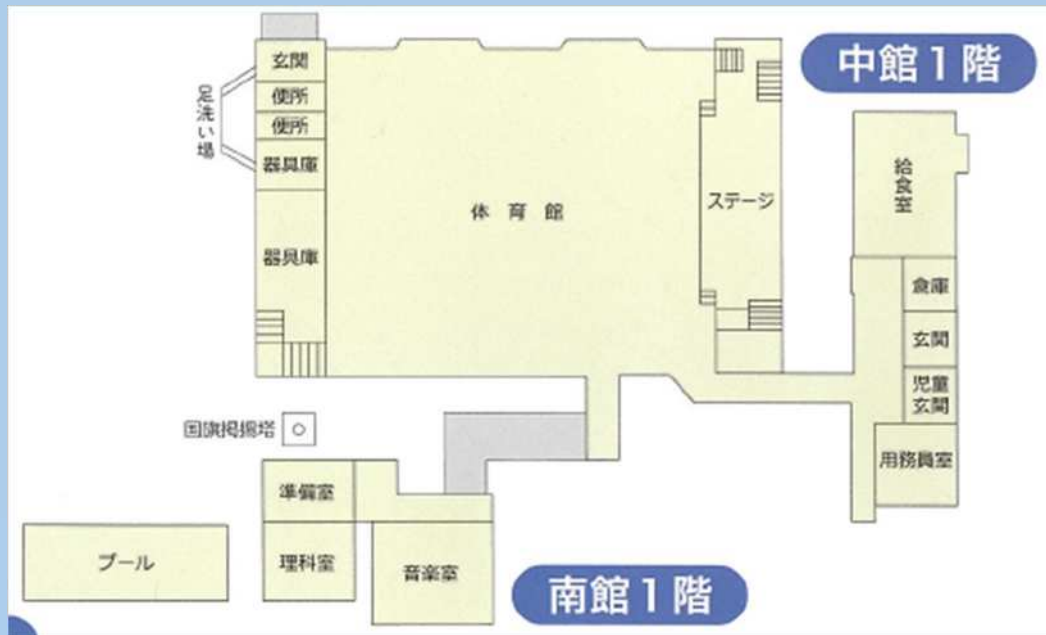 中館1階
玄関
便所
便所
器具庫
器具庫
足洗い場
体育館
ステージ
給食室
倉庫
玄関
児童
玄関
用務員室
国旗掲揚塔
準備室
理科室
音楽室
プール
南館1階